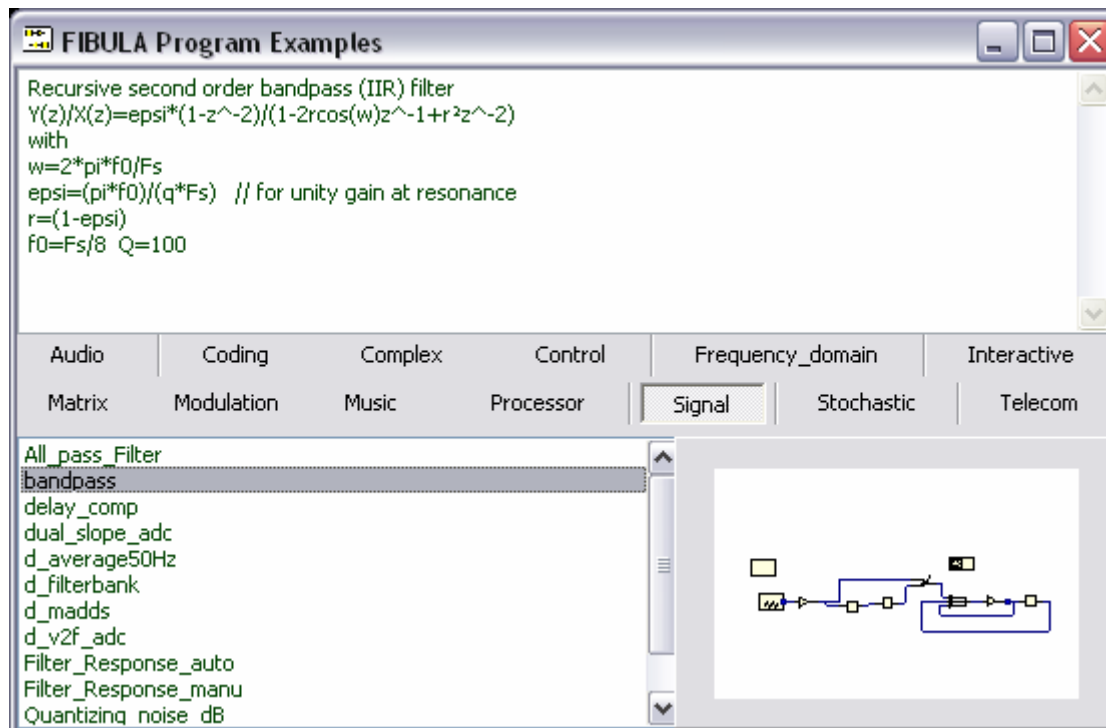 FIBULA Program Examples
Recursive second order bandpass (IIR) filter
Y(z)/X(z)=epsi*(1-z^-2)/(1-2rcos(w)z^-1+r²z^-2)
with
w=2*pi*f0/Fs
epsi=(pi*f0)/(q*Fs)   // for unity gain at resonance
r=(1-epsi)
f0=Fs/8  Q=100
Audio Coding Complex Control Frequency_domain Interactive
Matrix Modulation Music Processor Signal Stochastic Telecom
All_pass_Filter
bandpass
delay_comp
dual_slope_adc
d_average50Hz
d_filterbank
d_madds
d_v2f_adc
Filter_Response_auto
Filter_Response_manu
Quantizing_noise_dB